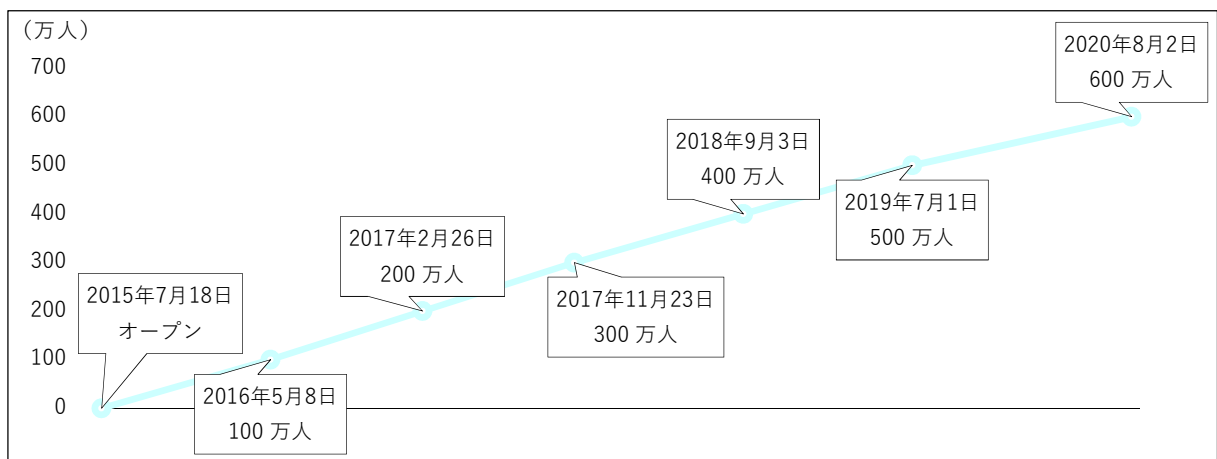 （万人）
700
600
500
400
300
200
100
0
2015年7月18日
オープン
2016年5月8日
100 万人
2017年2月26日
200 万人
2017年11月23日
300 万人
2018年9月3日
400 万人
2019年7月1日
500 万人
2020年8月2日
600 万人